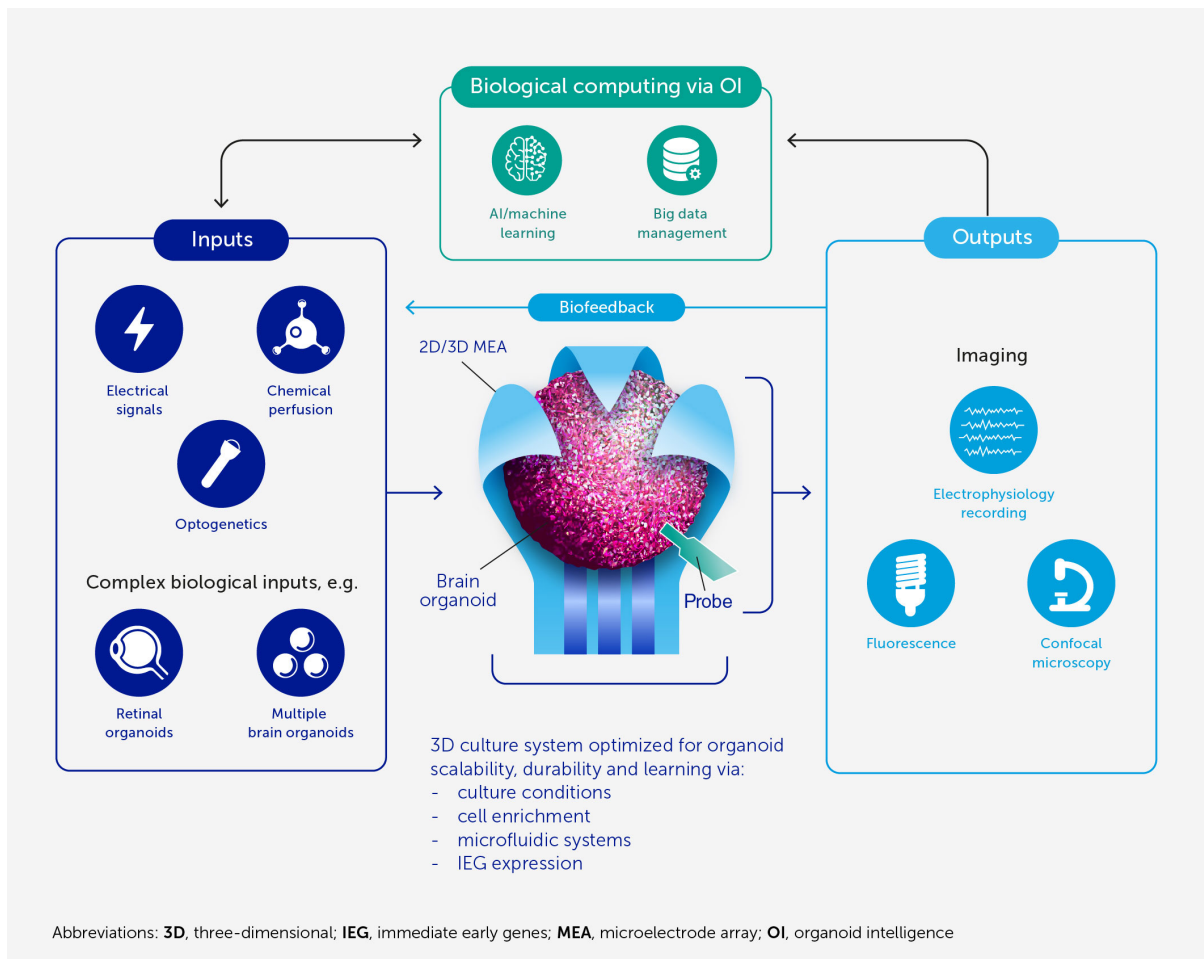 Biological computing via OI
AI/machine
learning
Big data
management
Inputs
Electrical
signals
Chemical
perfusion
Optogenetics
Complex biological inputs, e.g.
Retinal
organoids
Multiple
brain organoids
Biofeedback
2D/3D MEA
Brain
organoid
Probe
3D culture system optimized for organoid
scalability, durability and learning via:
- culture conditions
- cell enrichment
- microfluidic systems
- IEG expression
Outputs
Imaging
Electrophysiology
recording
Fluorescence
Confocal
microscopy
Abbreviations: 3D, three-dimensional; IEG, immediate early genes; MEA, microelectrode array; OI, organoid intelligence